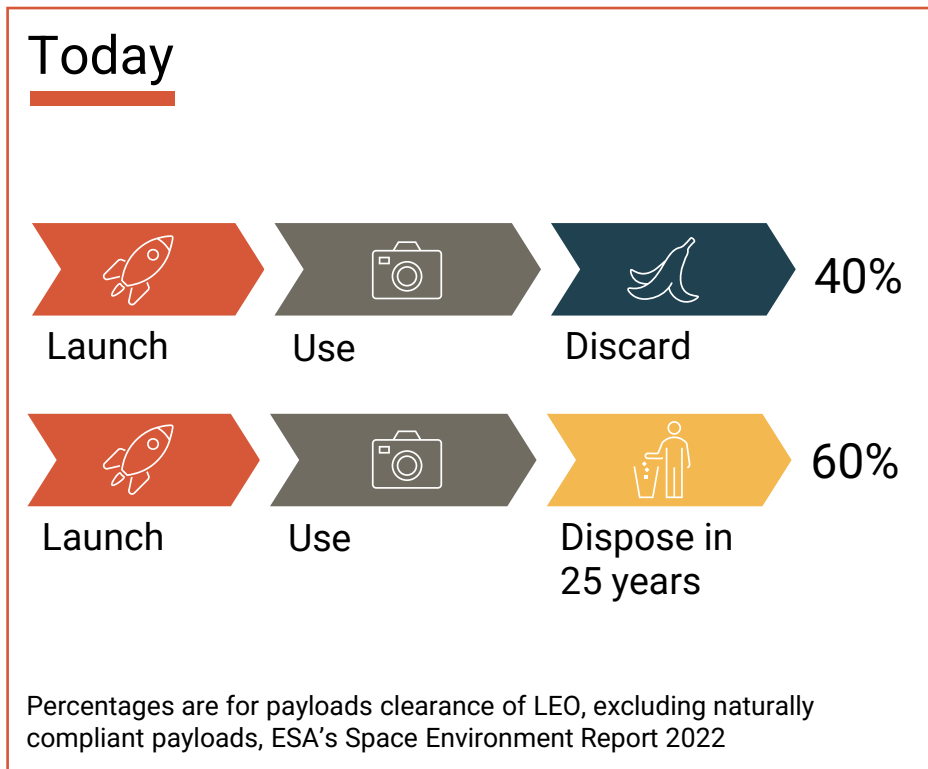 Today
40%
Launch
Use
Discard
60%
Launch
Use
Dispose in
25 years
Percentages are for payloads clearance of LEO, excluding naturally
compliant payloads, ESA’s Space Environment Report 2022